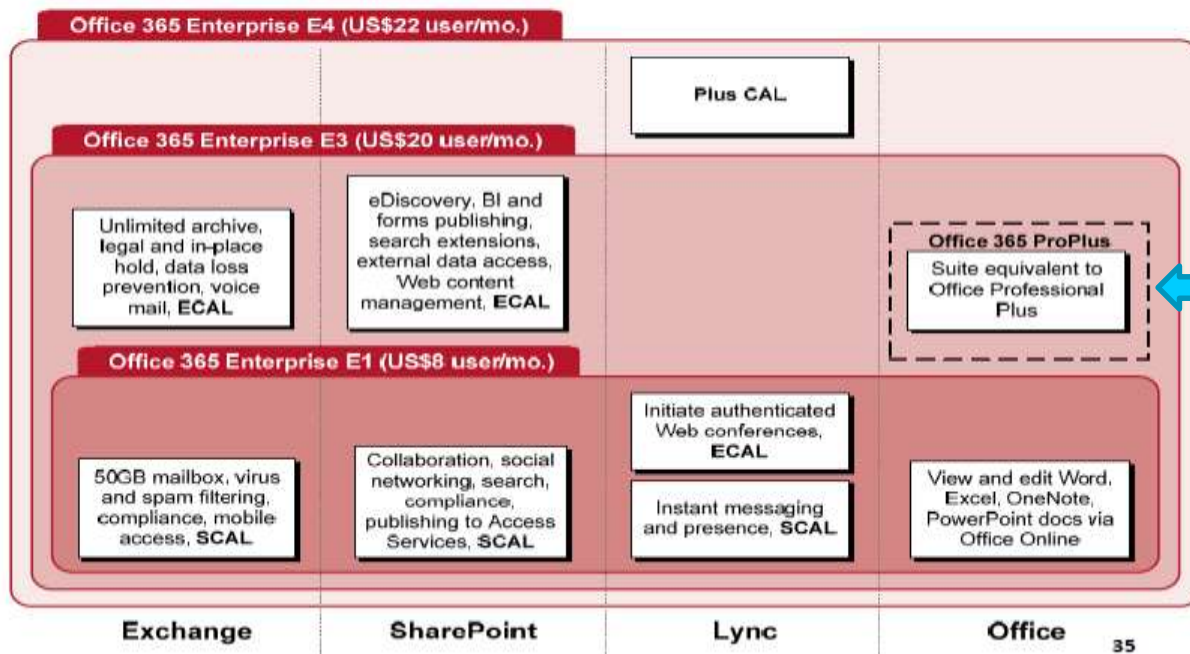 Office 365 Enterprise E4 (US$22 user/mo.)
Plus CAL
Office 365 Enterprise E3 (US$20 user/mo.)
Unlimited archive,
legal and in-place
hold, data loss
prevention, voice
mail, ECAL
eDiscovery, BI and
forms publishing,
search extensions,
external data access,
Web content
management, ECAL
Office 365 ProPlus
Suite equivalent to
Office Professional
Plus
Office 365 Enterprise E1 (US$8 user/mo.)
50GB mailbox, virus
and spam filtering,
compliance, mobile
access, SCAL
Collaboration, social
networking, search,
compliance,
publishing to Access
Services, SCAL
Initiate authenticated
Web conferences,
ECAL
Instant messaging
and presence, SCAL
View and edit Word,
Excel, OneNote,
PowerPoint docs via
Office Online
Exchange
SharePoint
Lync
Office
35